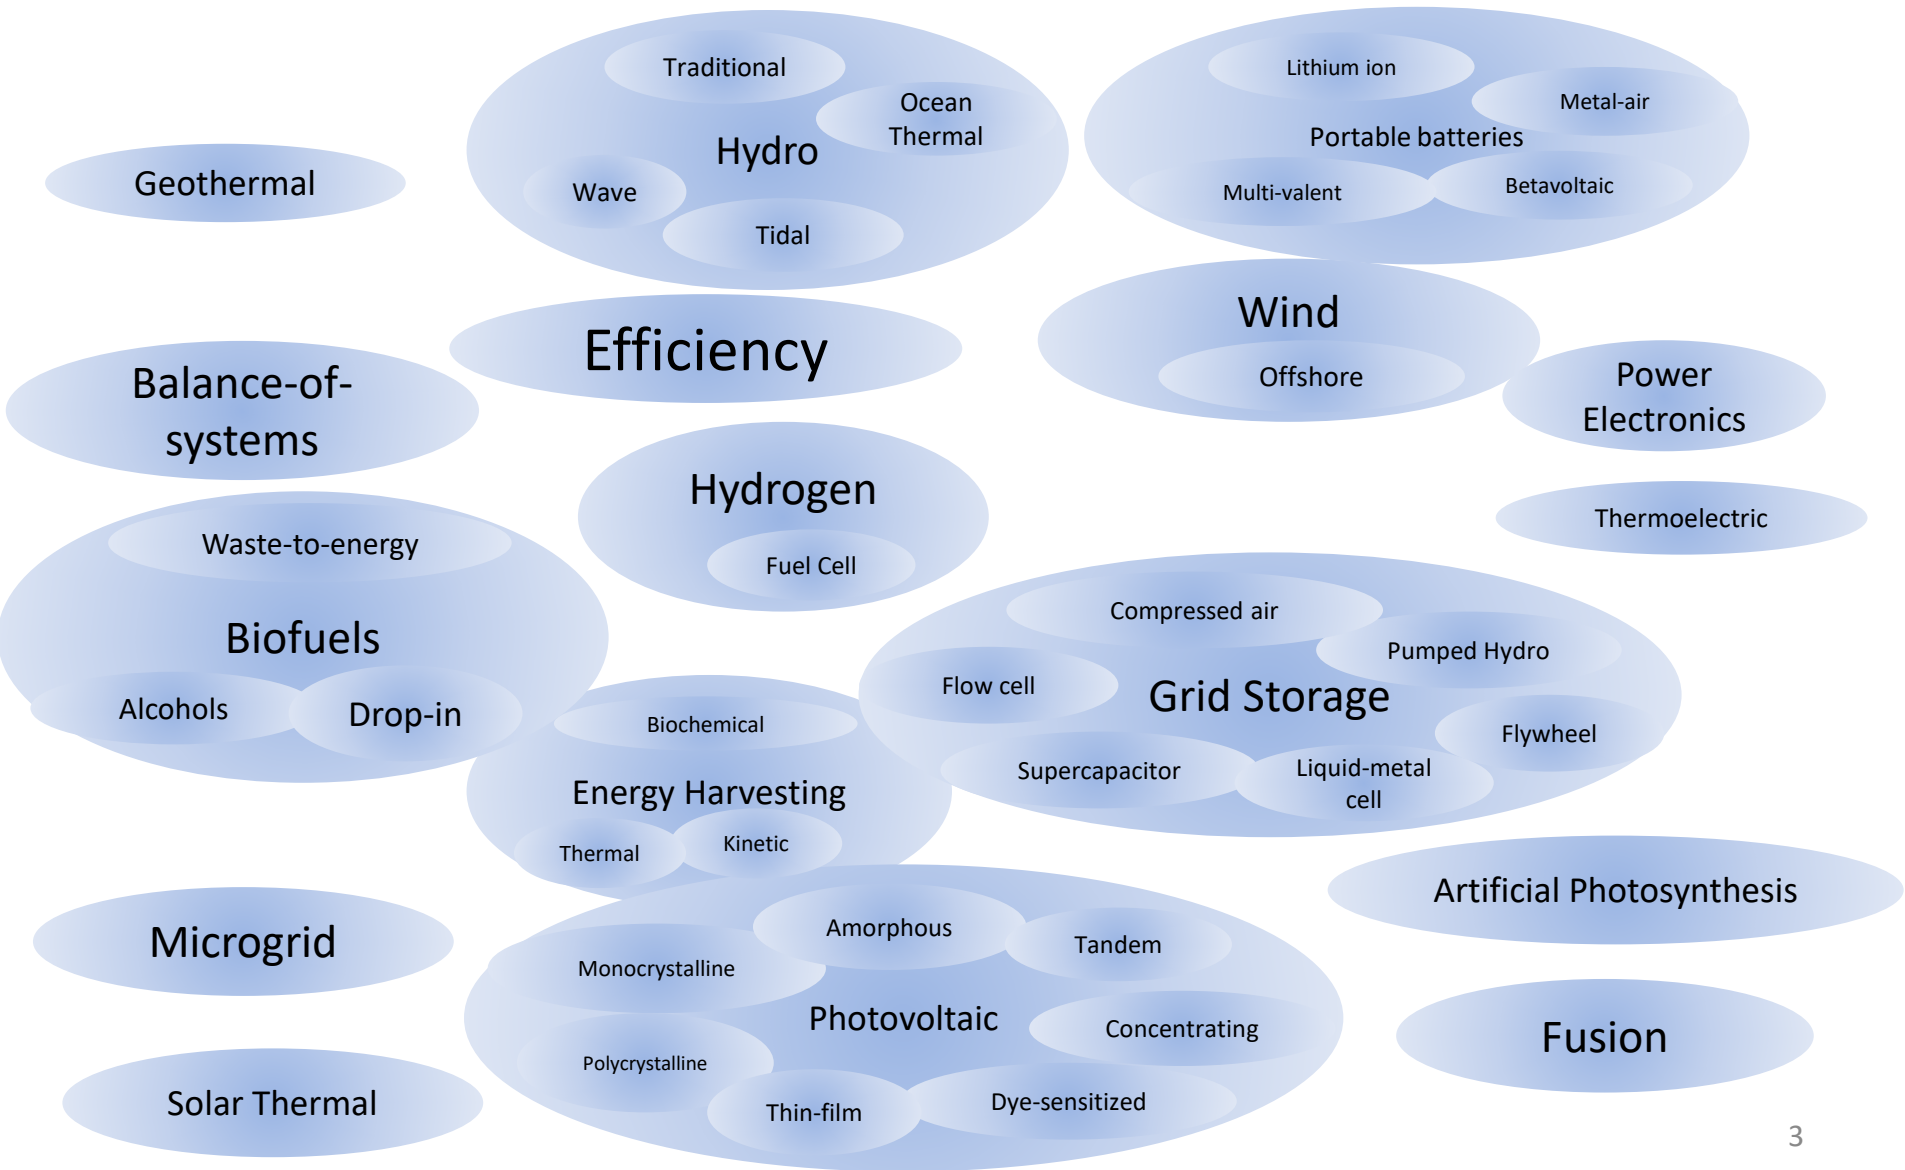 Traditional
Ocean
Thermal
Hydro
Wave
Tidal
Lithium ion
Metal-air
Portable batteries
Multi-valent
Betavoltaic
Geothermal
Efficiency
Wind
Offshore
Balance-of-
systems
Power
Electronics
Hydrogen
Fuel Cell
Thermoelectric
Waste-to-energy
Biofuels
Alcohols
Drop-in
Compressed air
Pumped Hydro
Flow cell
Grid Storage
Flywheel
Supercapacitor
Liquid-metal
cell
Biochemical
Energy Harvesting
Thermal
Kinetic
Artificial Photosynthesis
Microgrid
Amorphous
Tandem
Monocrystalline
Photovoltaic
Concentrating
Polycrystalline
Thin-film
Dye-sensitized
Fusion
Solar Thermal
3